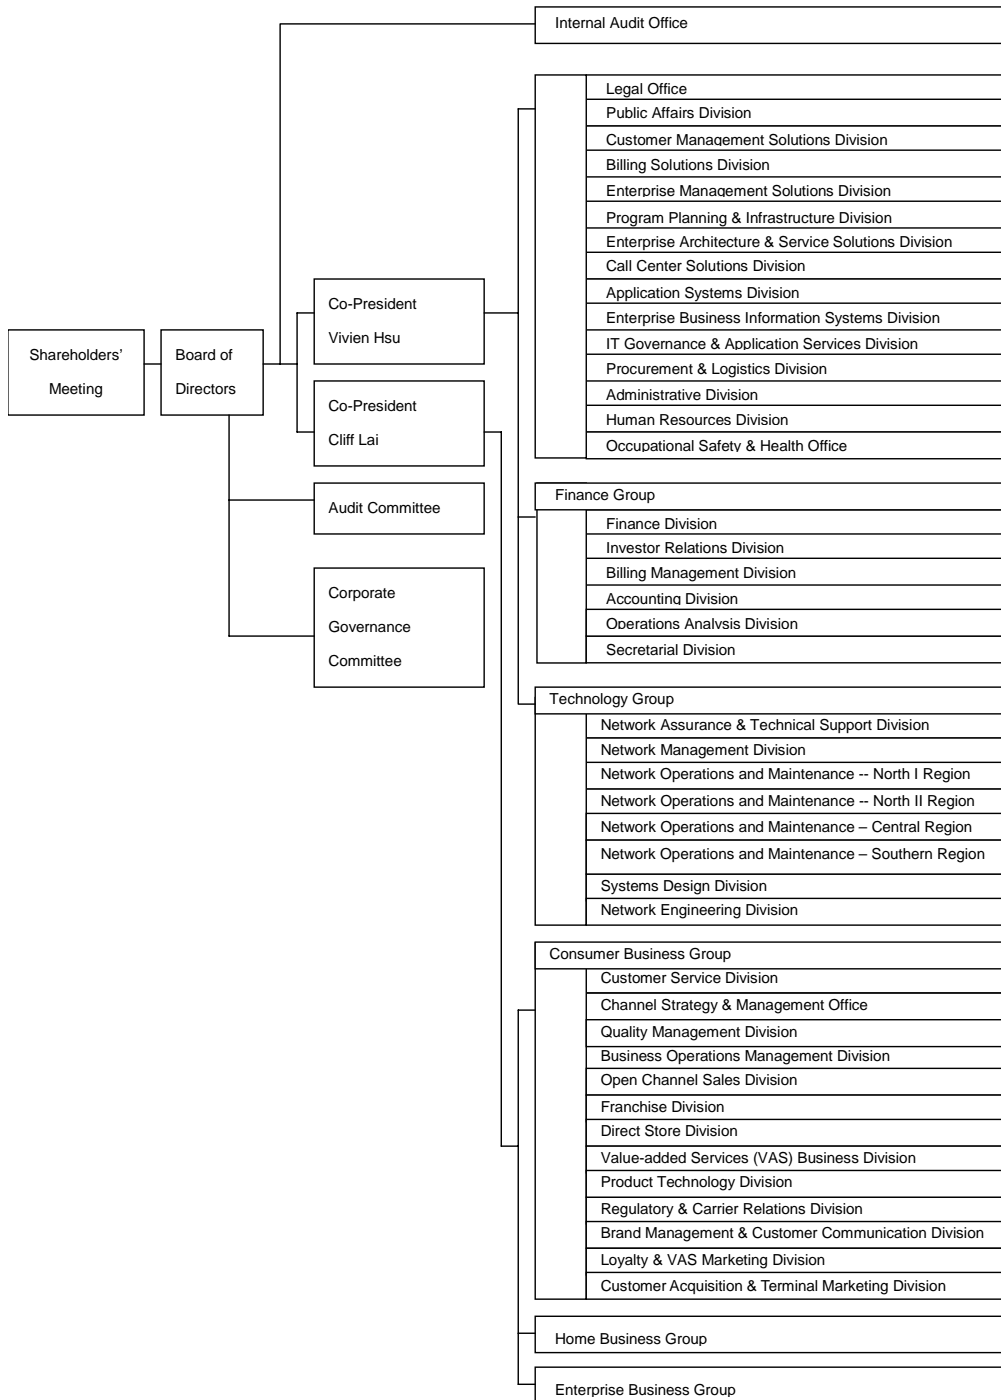 Internal Audit Office
Legal Office
Public Affairs Division
Customer Management Solutions Division
Billing Solutions Division
Enterprise Management Solutions Division
Program Planning & Infrastructure Division
Enterprise Architecture & Service Solutions Division
Call Center Solutions Division
Application Systems Division
Enterprise Business Information Systems Division
IT Governance & Application Services Division
Procurement & Logistics Division
Administrative Division
Human Resources Division
Occupational Safety & Health Office
Shareholders’
Meeting
Board of
Directors
Co-President
Vivien Hsu
Co-President
Cliff Lai
Audit Committee
Corporate
Governance
Committee
Finance Group
Finance Division
Investor Relations Division
Billing Management Division
Accounting Division
Operations Analysis Division
Secretarial Division
Technology Group
Network Assurance & Technical Support Division
Network Management Division
Network Operations and Maintenance -- North I Region
Network Operations and Maintenance -- North II Region
Network Operations and Maintenance – Central Region
Network Operations and Maintenance – Southern Region
Systems Design Division
Network Engineering Division
Consumer Business Group
Customer Service Division
Channel Strategy & Management Office
Quality Management Division
Business Operations Management Division
Open Channel Sales Division
Franchise Division
Direct Store Division
Value-added Services (VAS) Business Division
Product Technology Division
Regulatory & Carrier Relations Division
Brand Management & Customer Communication Division
Loyalty & VAS Marketing Division
Customer Acquisition & Terminal Marketing Division
Home Business Group
Enterprise Business Group